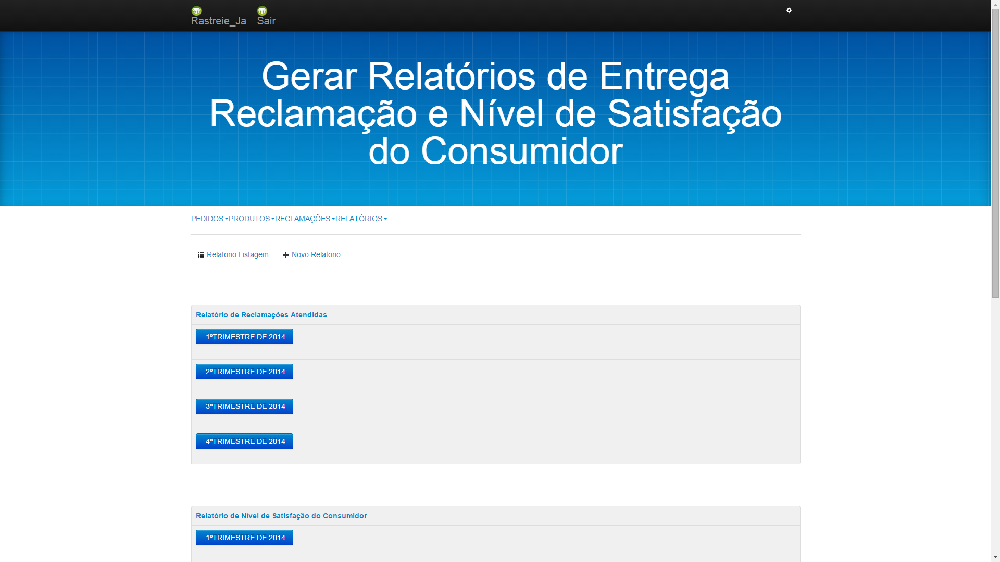 Rastreie_Ja Sair
Gerar Relatórios de Entrega
Reclamação e Nível de Satisfação
do Consumidor
PEDIDOS PRODUTOS RECLAMAÇÕES RELATÓRIOS
Relatorio Listagem Novo Relatorio
Relatório de Reclamações Atendidas
1ºTRIMESTRE DE 2014
2ºTRIMESTRE DE 2014
3ºTRIMESTRE DE 2014
4ºTRIMESTRE DE 2014
Relatório de Nível de Satisfação do Consumidor
1ºTRIMESTRE DE 2014